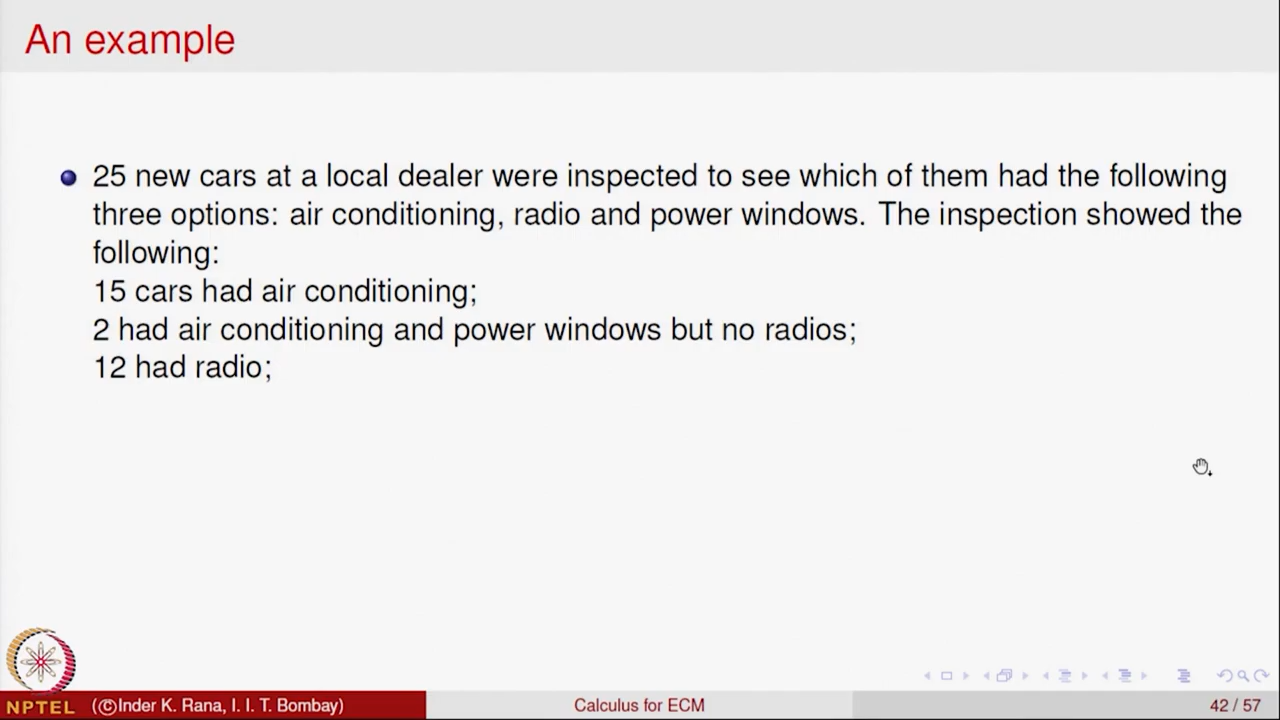 An example
25 new cars at a local dealer were inspected to see which of them had the following
three options: air conditioning, radio and power windows. The inspection showed the
following:
15 cars had air conditioning;
2 had air conditioning and power windows but no radios;
12 had radio;
NPTEL
(©Inder K. Rana, I. I. T. Bombay)
Calculus for ECM
42 / 57